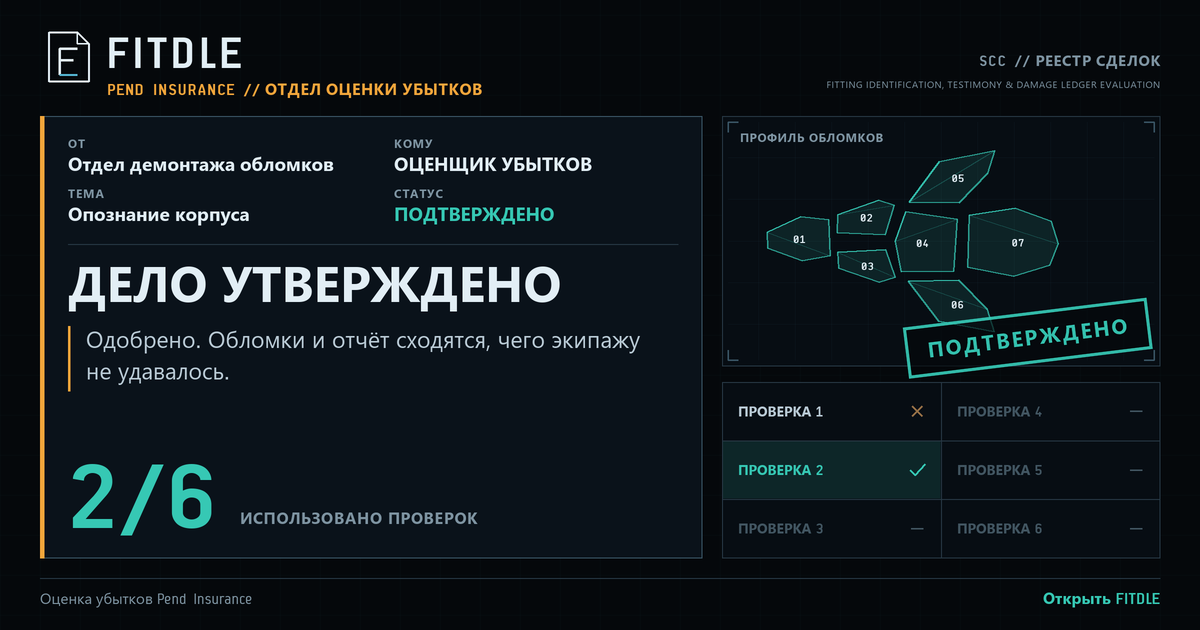 FITDLE
PEND INSURANCE // ОТДЕЛ ОЦЕНКИ УБЫТКОВ
SCC // РЕЕСТР СДЕЛОК
FITTING IDENTIFICATION, TESTIMONY & DAMAGE LEDGER EVALUATION
ОТ
Отдел демонтажа обломков
КОМУ
ОЦЕНЩИК УБЫТКОВ
ТЕМА
Опознание корпуса
СТАТУС
ПОДТВЕРЖДЕНО
ДЕЛО УТВЕРЖДЕНО
Одобрено. Обломки и отчёт сходятся, чего экипажу
не удавалось.
2/6
ИСПОЛЬЗОВАНО ПРОВЕРОК
ПРОФИЛЬ ОБЛОМКОВ
01
02
03
04
05
06
07
ПОДТВЕРЖДЕНО
ПРОВЕРКА 1
ПРОВЕРКА 4
ПРОВЕРКА 2
ПРОВЕРКА 5
ПРОВЕРКА 3
ПРОВЕРКА 6
Оценка убытков Pend Insurance
Открыть FITDLE